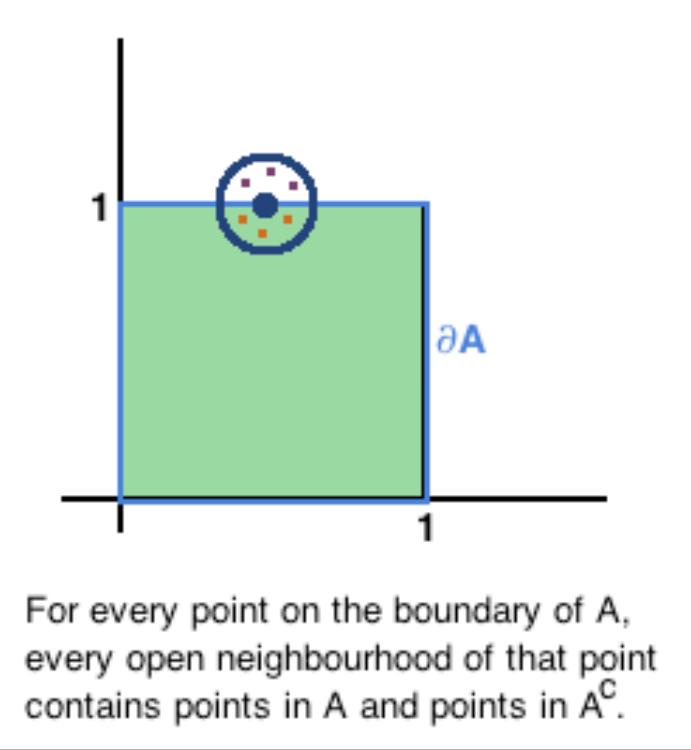 1
∂A
1
For every point on the boundary of A,
every open neighbourhood of that point
contains points in A and points in Aᶜ.